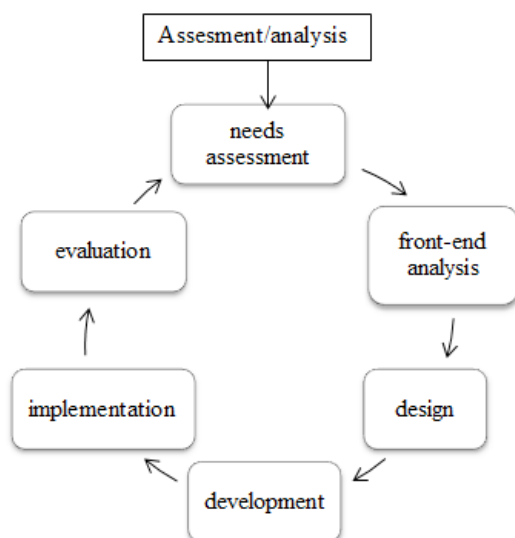 Assesment/analysis
needs
assessment
front-end
analysis
design
development
implementation
evaluation